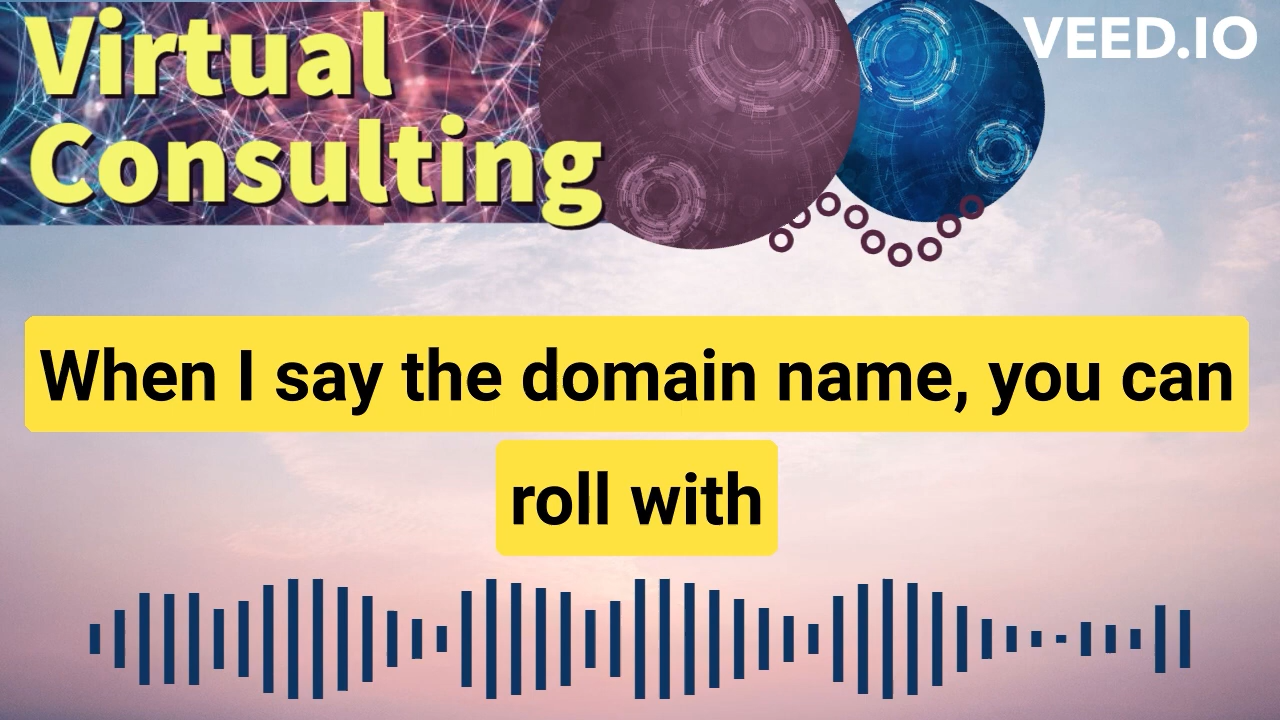 Virtual
Consulting
VEED.IO
When I say the domain name, you can
roll with